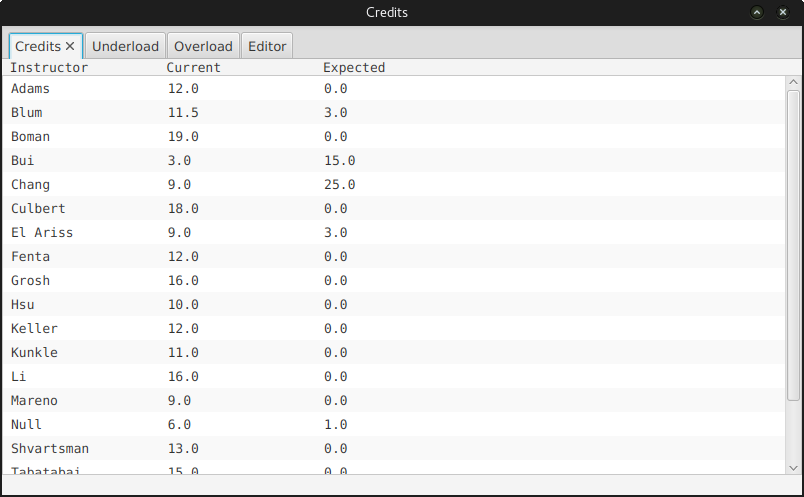 Credits
Credits Underload Overload Editor
Instructor Current Expected
Adams 12.0 0.0
Blum 11.5 3.0
Boman 19.0 0.0
Bui 3.0 15.0
Chang 9.0 25.0
Culbert 18.0 0.0
El Ariss 9.0 3.0
Fenta 12.0 0.0
Grosh 16.0 0.0
Hsu 10.0 0.0
Keller 12.0 0.0
Kunkle 11.0 0.0
Li 16.0 0.0
Mareno 9.0 0.0
Null 6.0 1.0
Shvartsman 13.0 0.0
Tabatabai 15.0 0.0